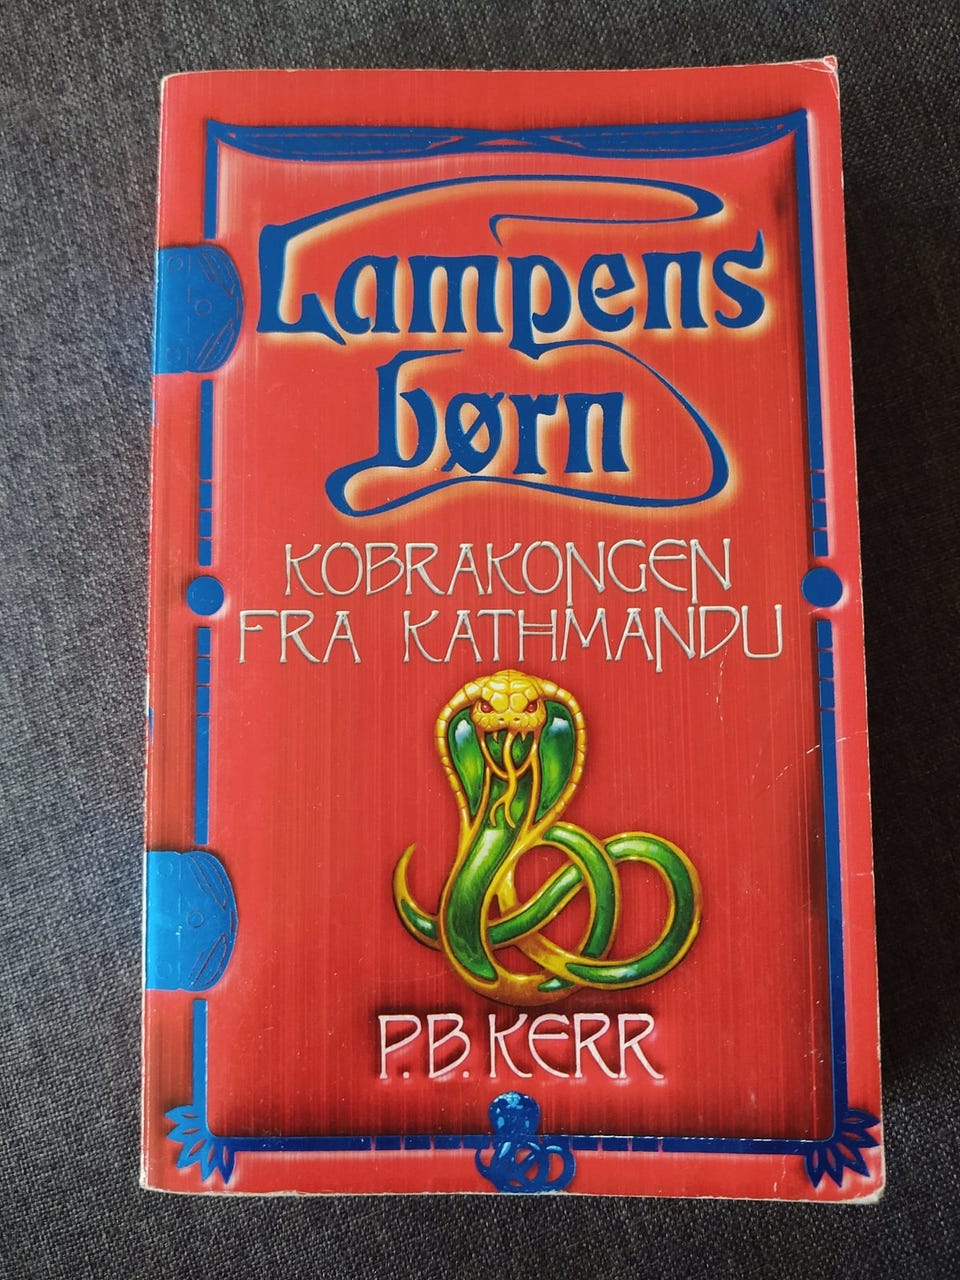 Lampens
børn
KOBRAKONGEN
FRA KATHMANDU
P.B. KERR